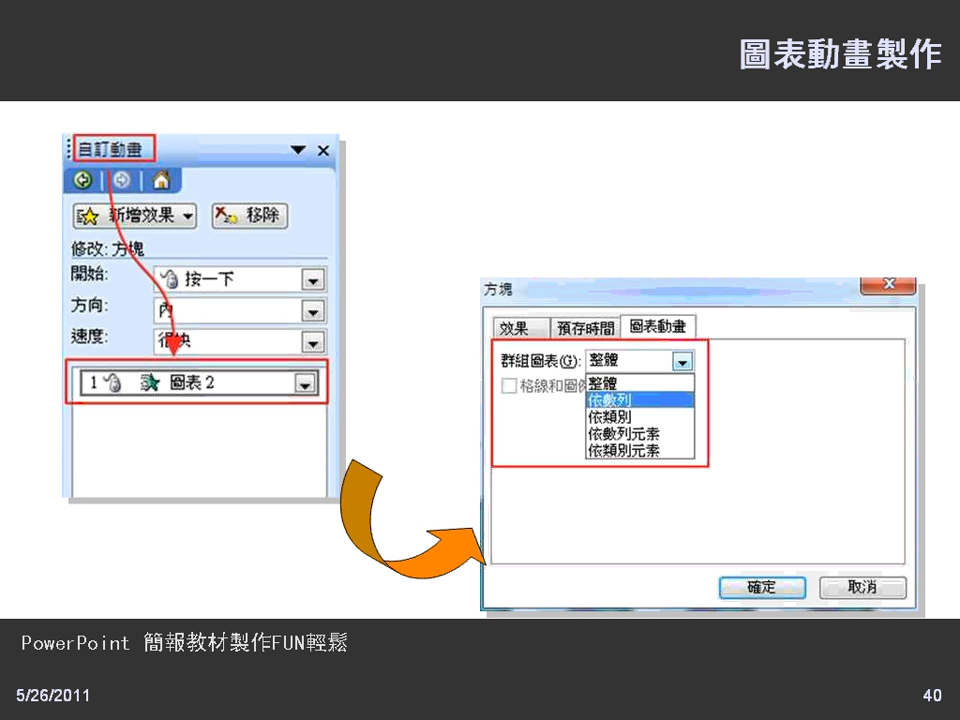 圖表動畫製作
自訂動畫
新增效果
移除
修改: 方塊
開始:
按一下
方向:
內
速度:
很快
1 圖表 2
方塊
效果
預存時間
圖表動畫
群組圖表(G):
整體
格線和圖例
整體
依數列
依類別
依數列元素
依類別元素
確定
取消
PowerPoint 簡報教材製作FUN輕鬆
5/26/2011
40